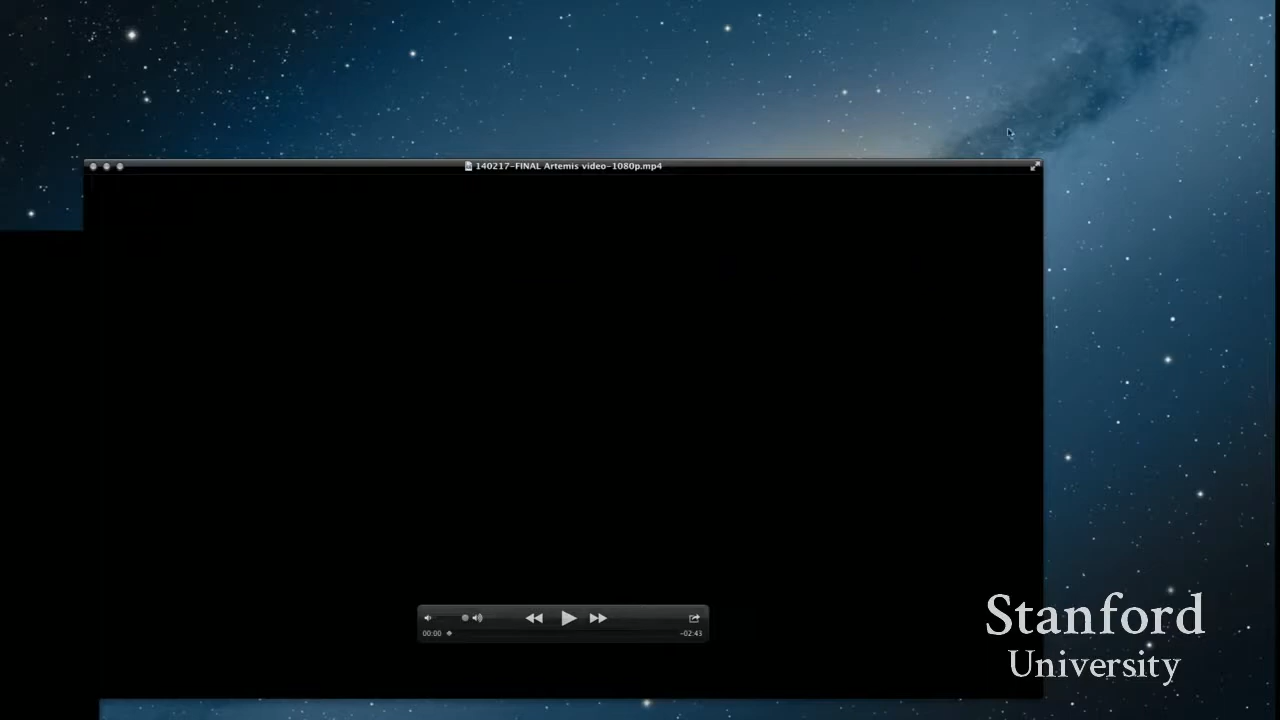 140217-FINAL Artemis video-1080p.mp4
00:00
-02:43
Stanford
University